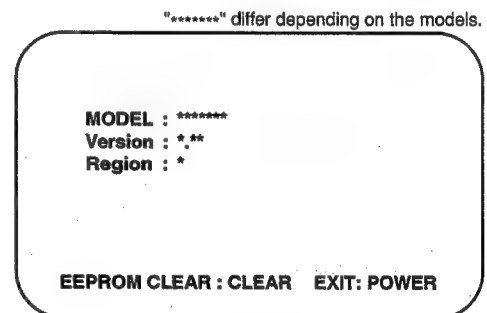 "*******" differ depending on the models.
MODEL : *******
Version : *.**
Region : *
EEPROM CLEAR : CLEAR EXIT: POWER